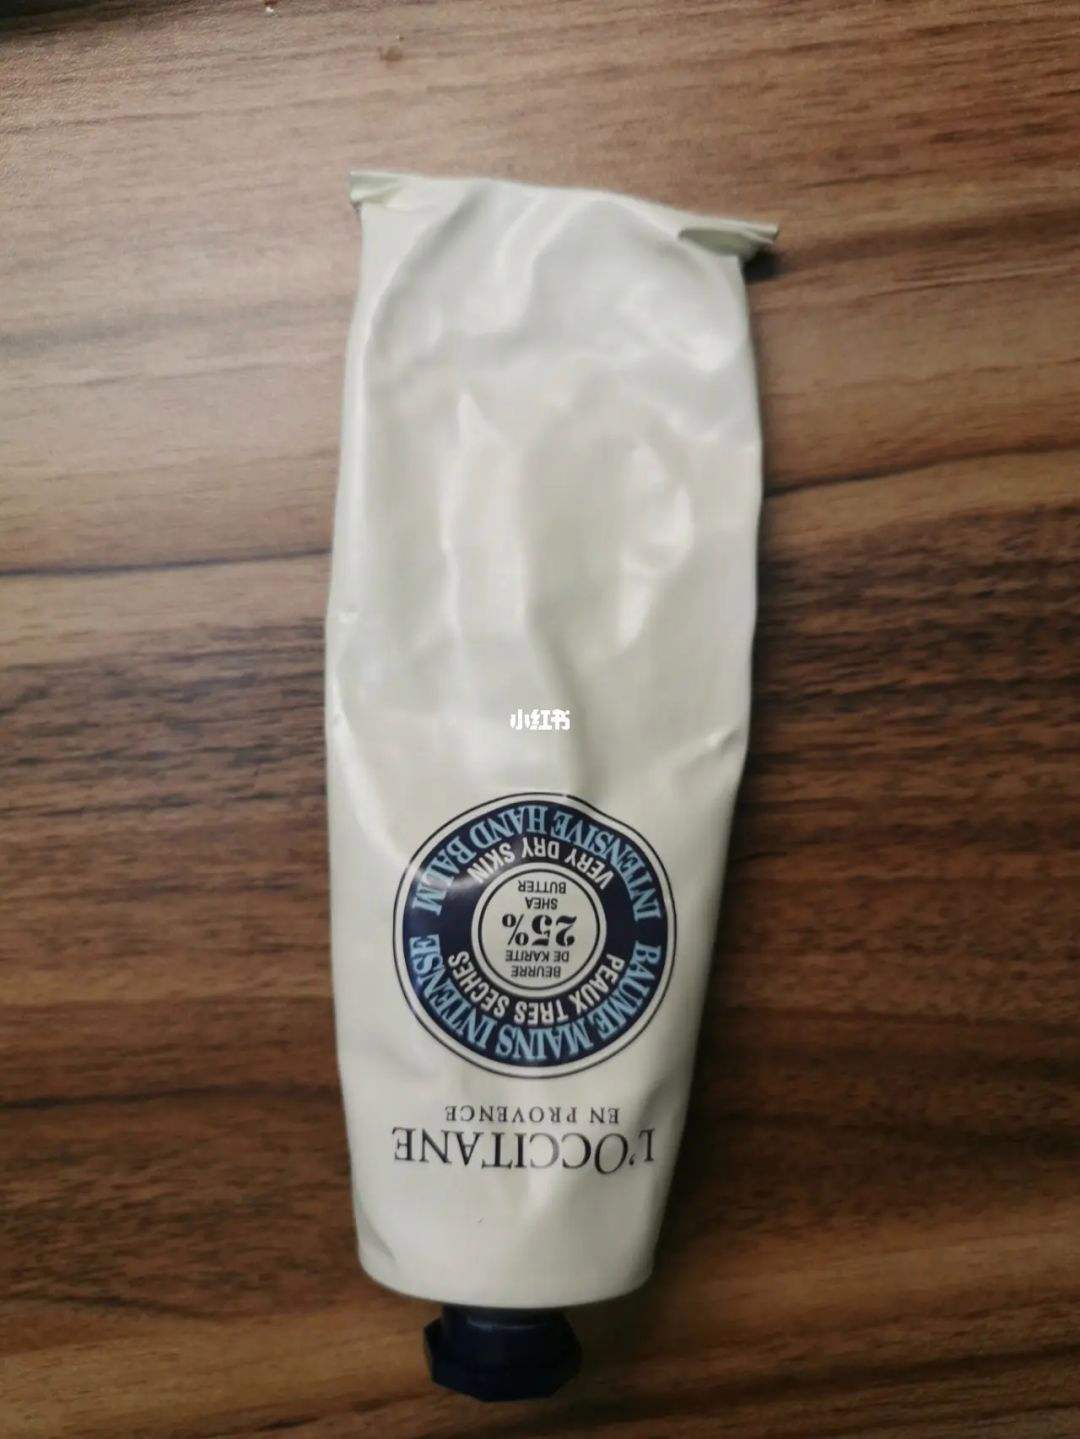 小红书
INTENSIVE HAND BALM
VERY DRY SKIN
BEURRE
DE KARITE
25%
SHEA
BUTTER
PEAUX TRES SECHES
BAUME MAINS INTENSE
L'OCCITANE
EN PROVENCE